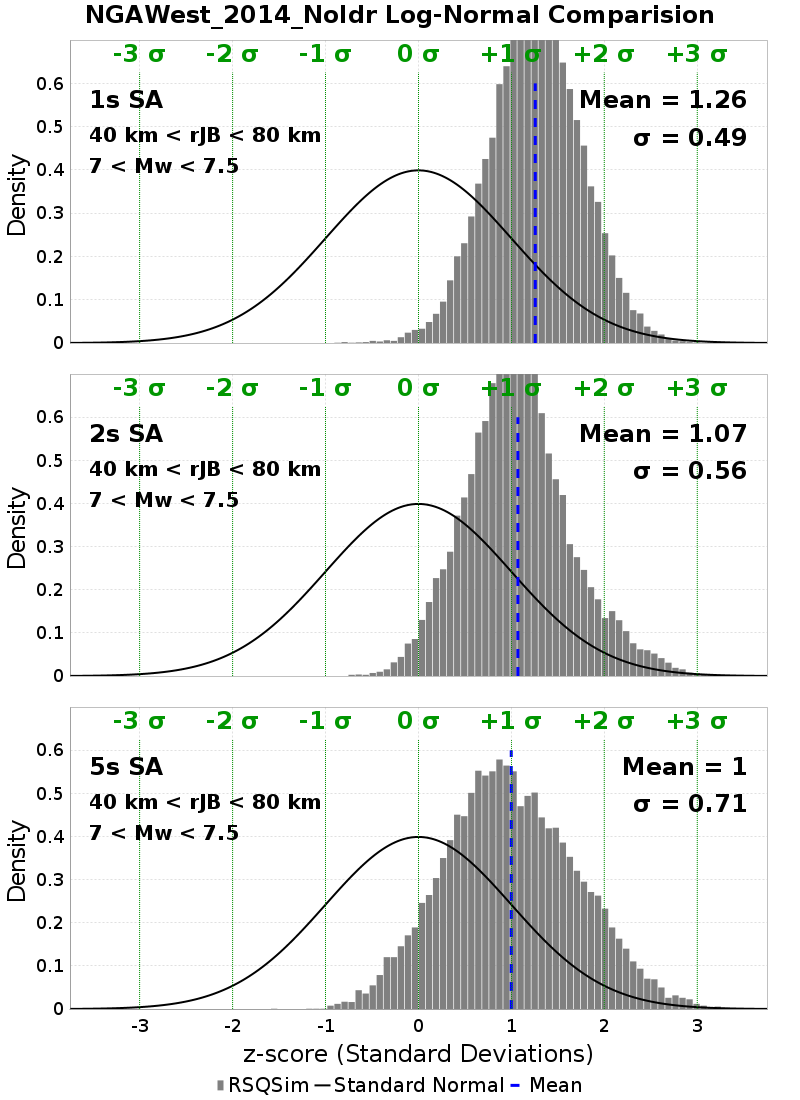 NGAWest_2014_NoIdr Log-Normal Comparision
-3 σ -2 σ -1 σ 0 σ +1 σ +2 σ +3 σ
1s SA
Mean = 1.26
40 km < rJB < 80 km
σ = 0.49
7 < Mw < 7.5
Density
0.6
0.5
0.4
0.3
0.2
0.1
0
-3 σ -2 σ -1 σ 0 σ +1 σ +2 σ +3 σ
2s SA
Mean = 1.07
40 km < rJB < 80 km
σ = 0.56
7 < Mw < 7.5
Density
0.6
0.5
0.4
0.3
0.2
0.1
0
-3 σ -2 σ -1 σ 0 σ +1 σ +2 σ +3 σ
5s SA
Mean = 1
40 km < rJB < 80 km
σ = 0.71
7 < Mw < 7.5
Density
0.6
0.5
0.4
0.3
0.2
0.1
0
-3 -2 -1 0 1 2 3
z-score (Standard Deviations)
RSQSim Standard Normal Mean